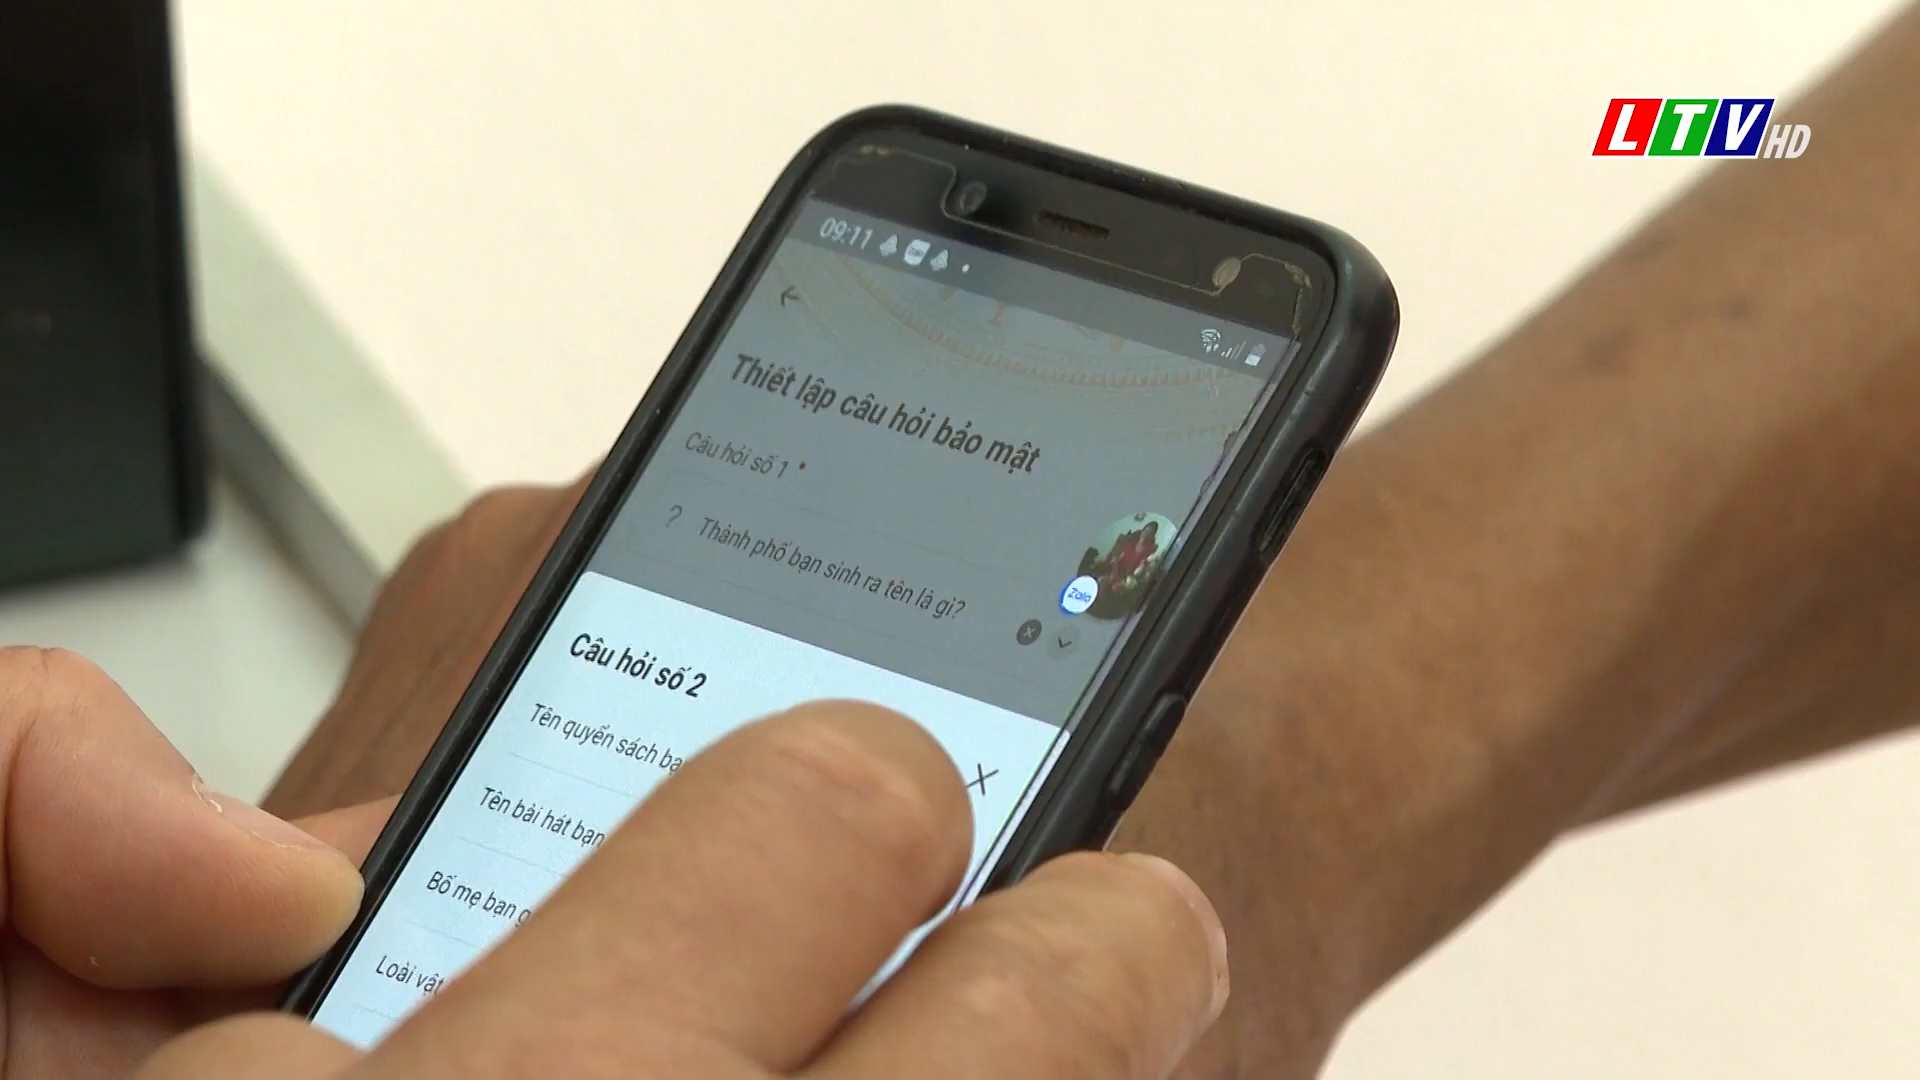 LTV HD
09:11
Thiết lập câu hỏi bảo mật
Câu hỏi số 1 *
? Thành phố bạn sinh ra tên là gì?
Zalo
Câu hỏi số 2
Tên quyển sách bạ
Tên bài hát bạn
Bố mẹ bạn g
Loài vật